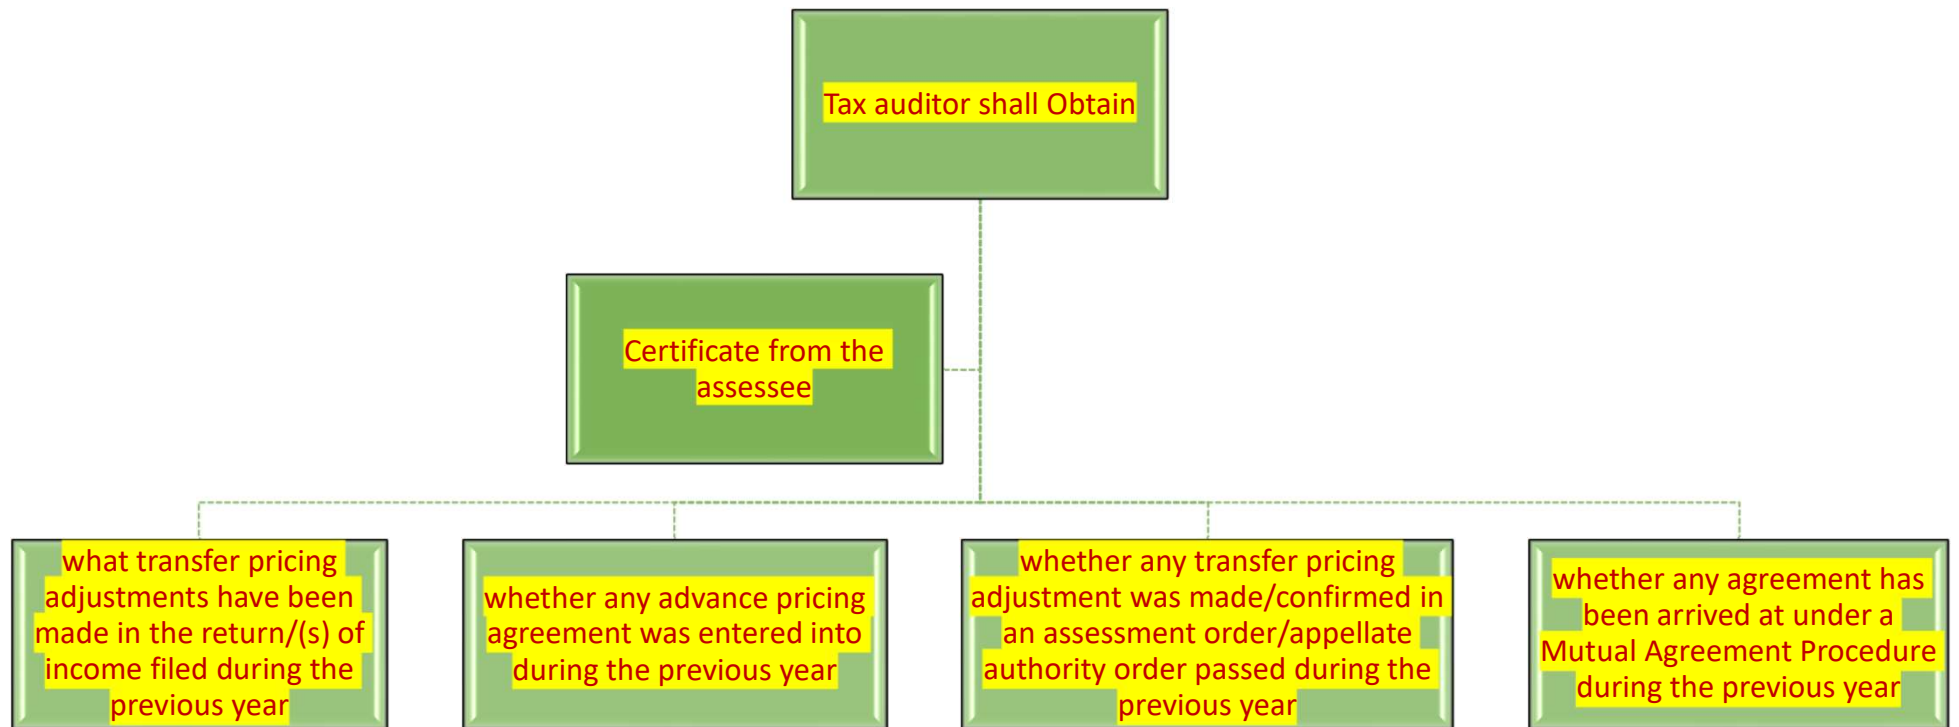 Tax auditor shall Obtain
Certificate from the
assessee
what transfer pricing
adjustments have been
made in the return/(s) of
income filed during the
previous year
whether any advance pricing
agreement was entered into
during the previous year
whether any transfer pricing
adjustment was made/confirmed in
an assessment order/appellate
authority order passed during the
previous year
whether any agreement has
been arrived at under a
Mutual Agreement Procedure
during the previous year